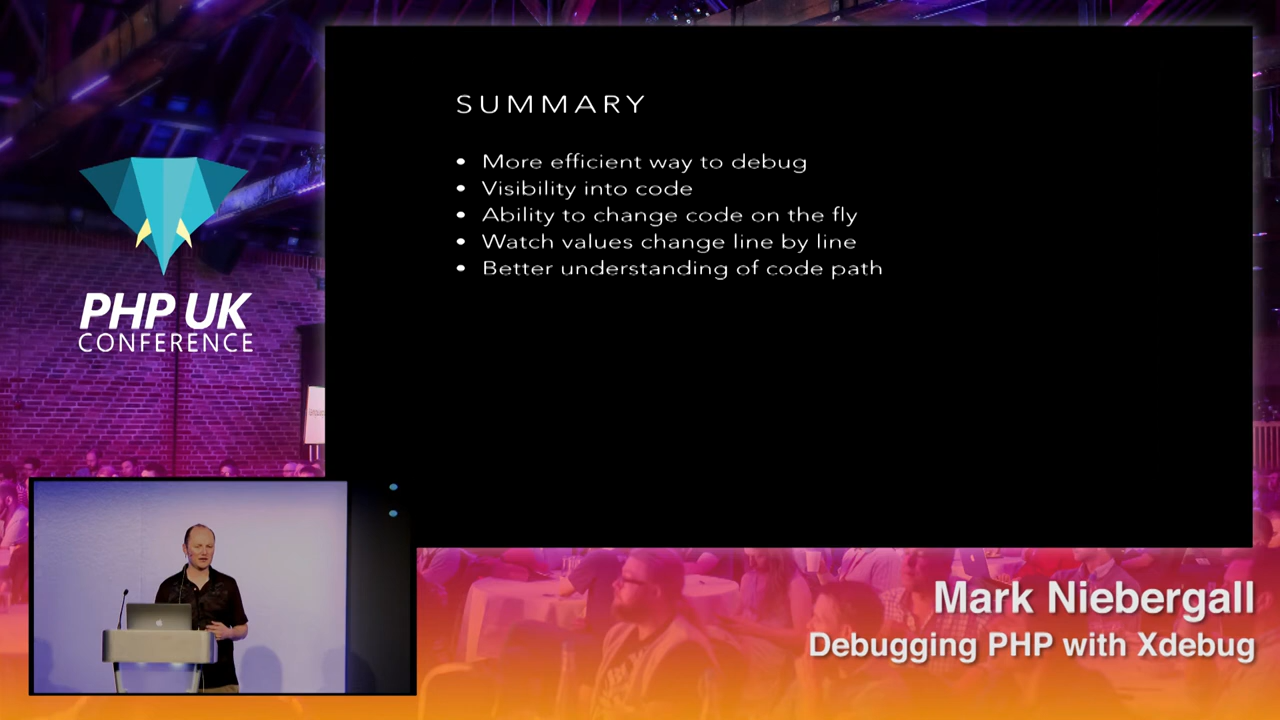 SUMMARY
• More efficient way to debug
• Visibility into code
• Ability to change code on the fly
• Watch values change line by line
• Better understanding of code path
PHP UK
CONFERENCE
Mark Niebergall
Debugging PHP with Xdebug